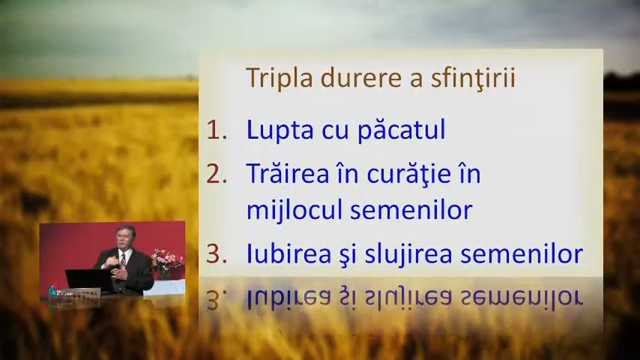 Tripla durere a sfinţirii
1. Lupta cu păcatul
2. Trăirea în curăţie în
mijlocul semenilor
3. Iubirea şi slujirea semenilor